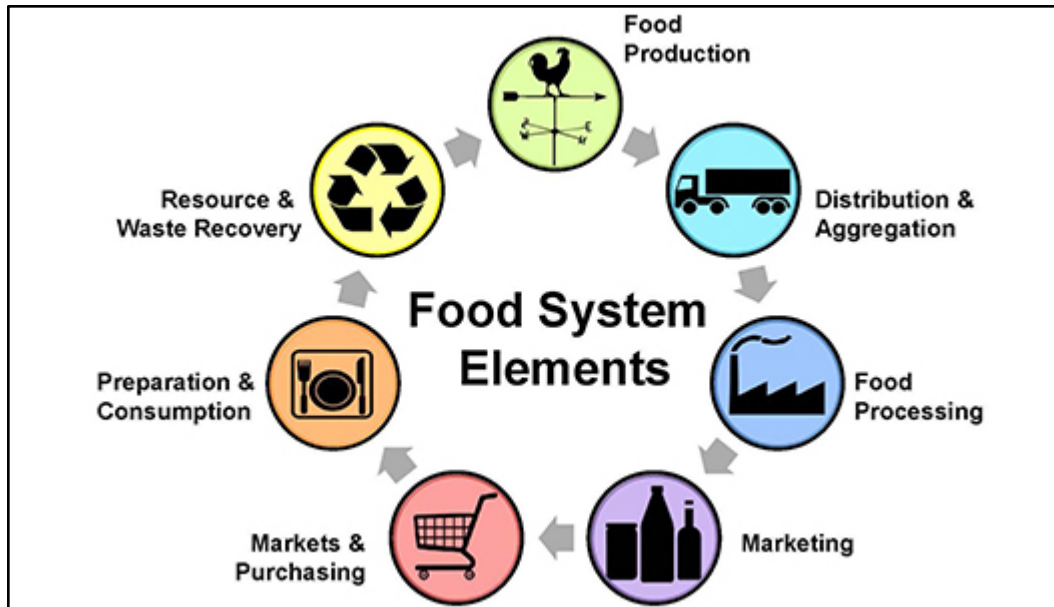 Food
Production
Distribution &
Aggregation
Food
Processing
Marketing
Markets &
Purchasing
Preparation &
Consumption
Resource &
Waste Recovery
Food System
Elements